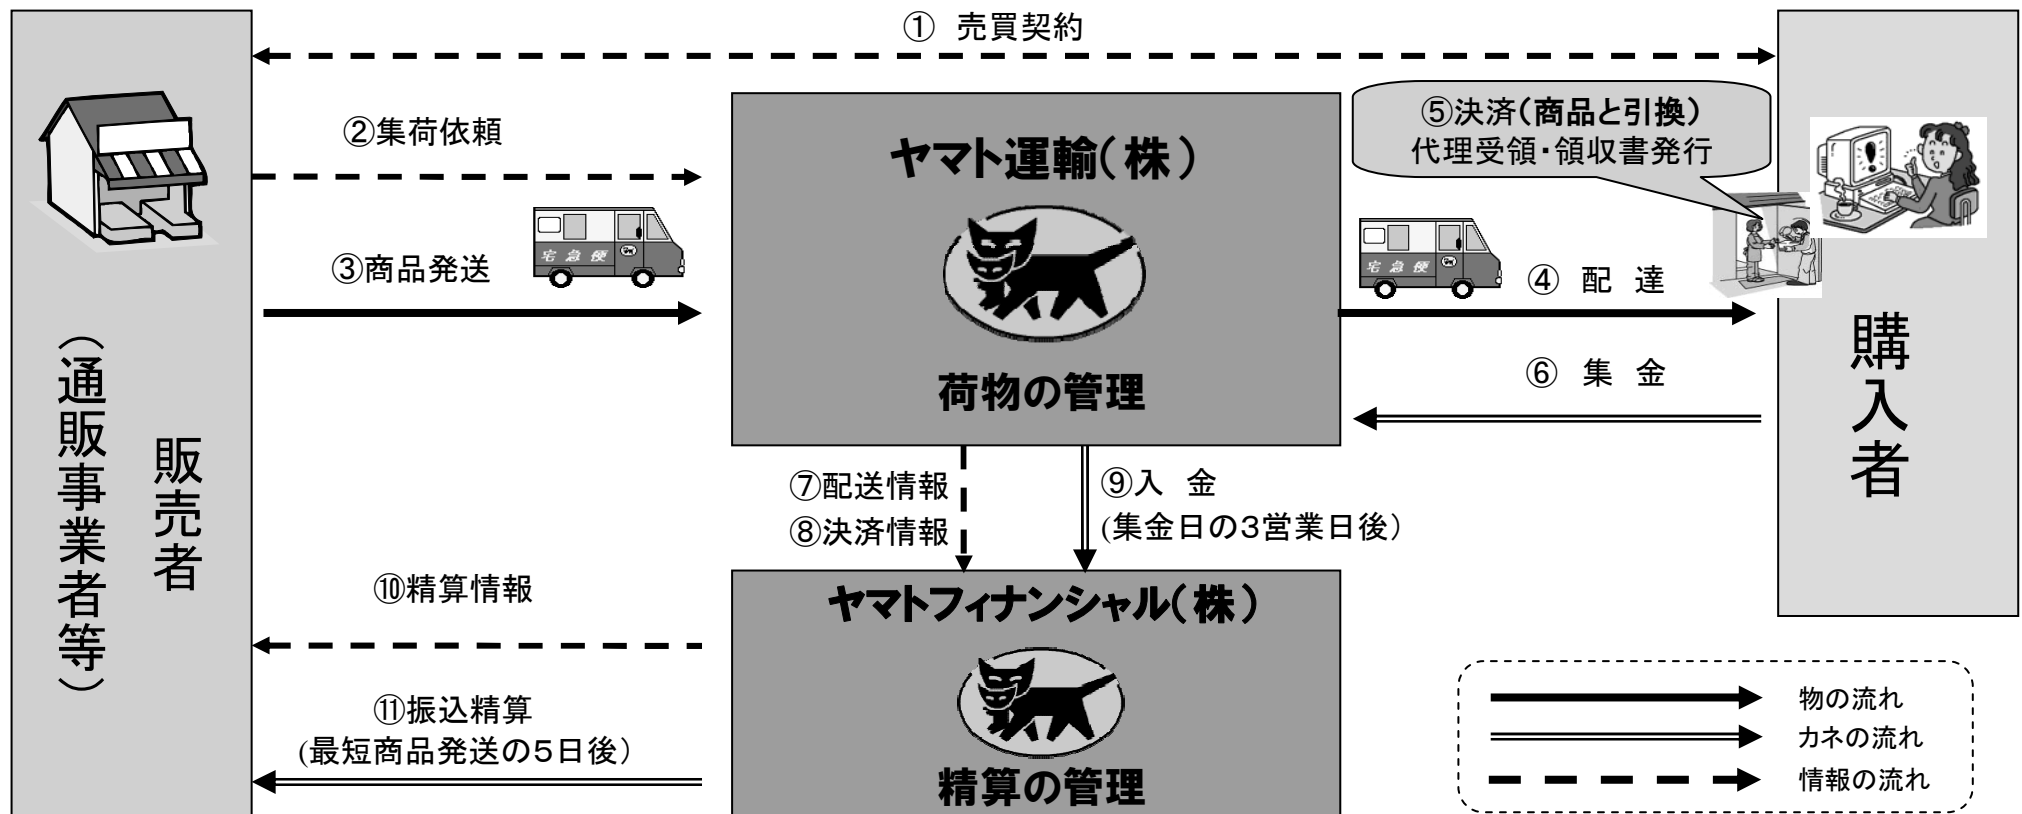 ① 売買契約
②集荷依頼
③商品発送
宅急便
ヤマト運輸(株)
荷物の管理
⑤決済(商品と引換)
代理受領・領収書発行
宅急便
④ 配 達
⑥ 集 金
購入者
販売者
(通販事業者等)
⑦配送情報
⑧決済情報
⑨入 金
(集金日の3営業日後)
⑩精算情報
⑪振込精算
(最短商品発送の5日後)
ヤマトフィナンシャル(株)
精算の管理
物の流れ
カネの流れ
情報の流れ